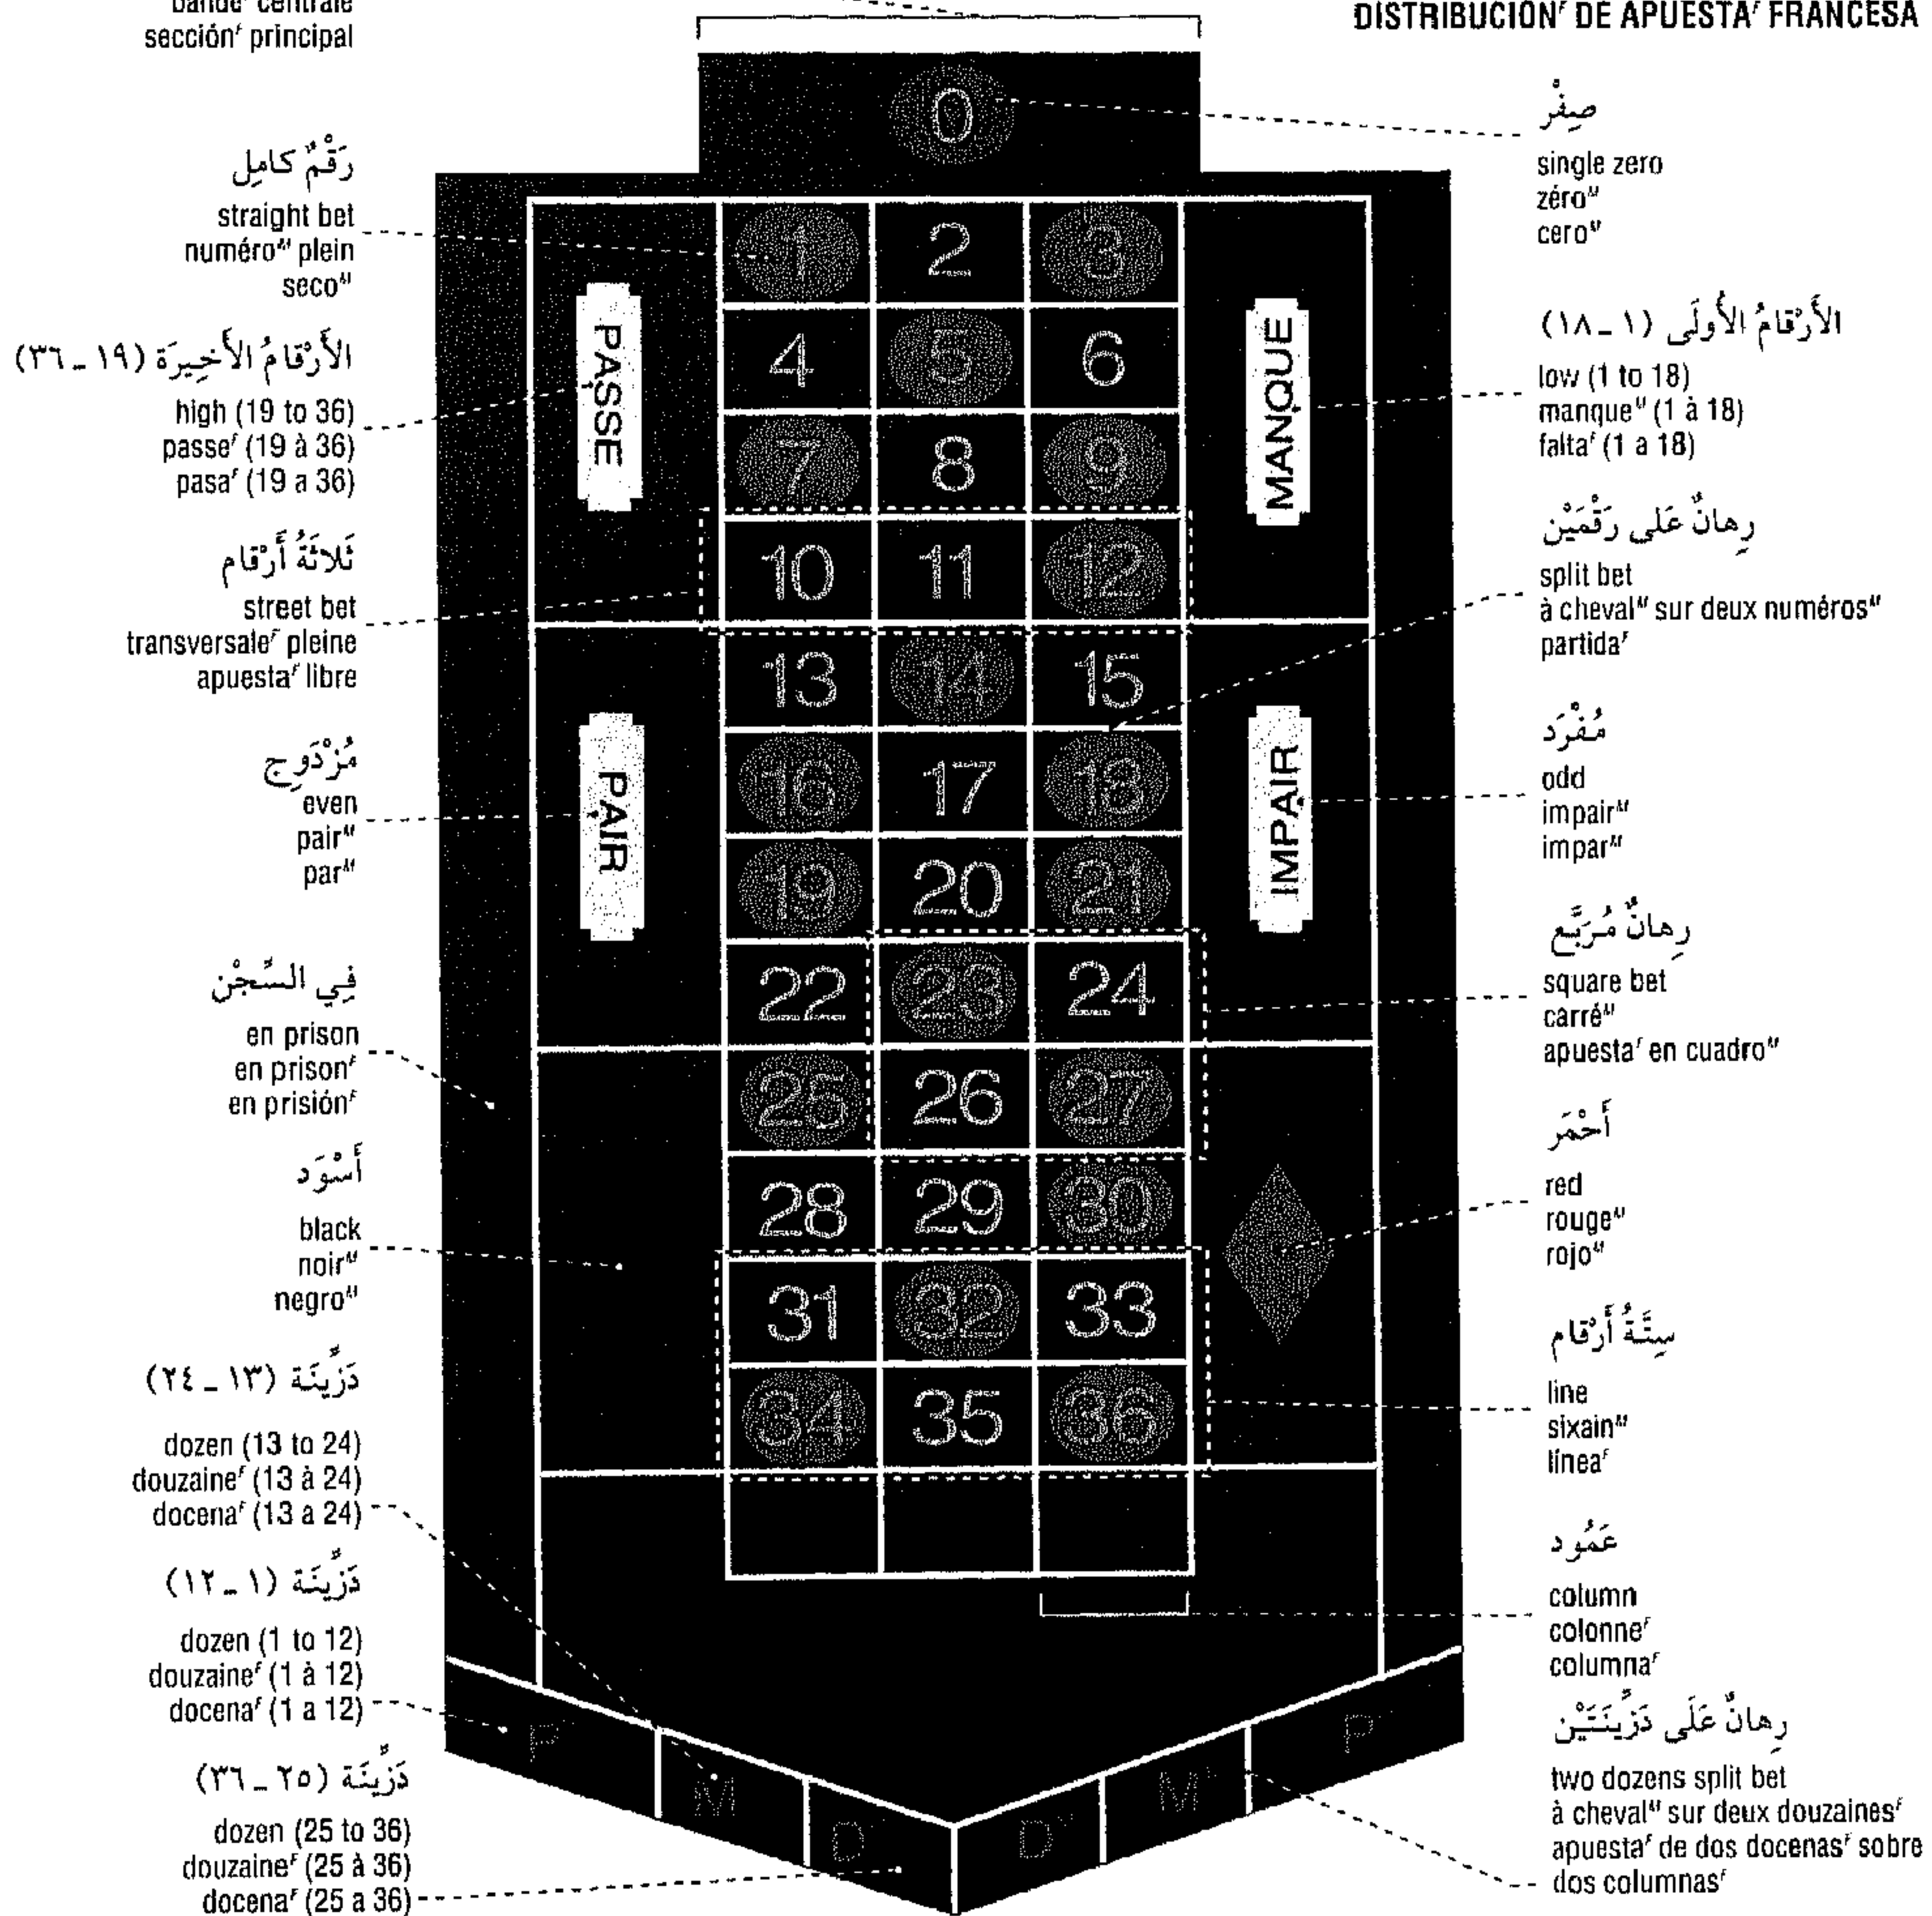 bande ᶠ centrale
sección ᶠ principal
DISTRIBUCIÓN ᶠ DE APUESTA ᶠ FRANCESA
رَقْمٌ كامِل
straight bet
numéro ᴹ plein
seco ᴹ
الأَرْقامُ الأَخِيرَة (١٩ ـ ٣٦)
high (19 to 36)
passe ᶠ (19 à 36)
pasa ᶠ (19 a 36)
ثَلاثَةُ أَرْقام
street bet
transversale ᶠ pleine
apuesta ᶠ libre
مُزْدَوِج
even
pair ᴹ
par ᴹ
فِي السِّجْن
en prison
en prison ᶠ
en prisión ᶠ
أَسْوَد
black
noir ᴹ
negro ᴹ
دَزِّينَة (١٣ ـ ٢٤)
dozen (13 to 24)
douzaine ᶠ (13 à 24)
docena ᶠ (13 a 24)
دَزِّينَة (١ ـ ١٢)
dozen (1 to 12)
douzaine ᶠ (1 à 12)
docena ᶠ (1 a 12)
دَزِّينَة (٢٥ ـ ٣٦)
dozen (25 to 36)
douzaine ᶠ (25 à 36)
docena ᶠ (25 a 36)
0
1 2 3
4 5 6
7 8 9
10 11 12
13 14 15
16 17 18
19 20 21
22 23 24
25 26 27
28 29 30
31 32 33
34 35 36
PASSE
MANQUE
PAIR
IMPAIR
P
M
D
D
M
P
صِفْر
single zero
zéro ᴹ
cero ᴹ
الأَرْقامُ الأُولَى (١ ـ ١٨)
low (1 to 18)
manque ᴹ (1 à 18)
falta ᶠ (1 a 18)
رِهانٌ عَلى رَقْمَيْن
split bet
à cheval ᴹ sur deux numéros ᴹ
partida ᶠ
مُفْرَد
odd
impair ᴹ
impar ᴹ
رِهانٌ مُرَبَّع
square bet
carré ᴹ
apuesta ᶠ en cuadro ᴹ
أَحْمَر
red
rouge ᴹ
rojo ᴹ
سِتَّةُ أَرْقام
line
sixain ᴹ
línea ᶠ
عَمُود
column
colonne ᶠ
columna ᶠ
رِهانٌ عَلَى دَزِّينَتَيْن
two dozens split bet
à cheval ᴹ sur deux douzaines ᶠ
apuesta ᶠ de dos docenas ᶠ sobre
dos columnas ᶠ